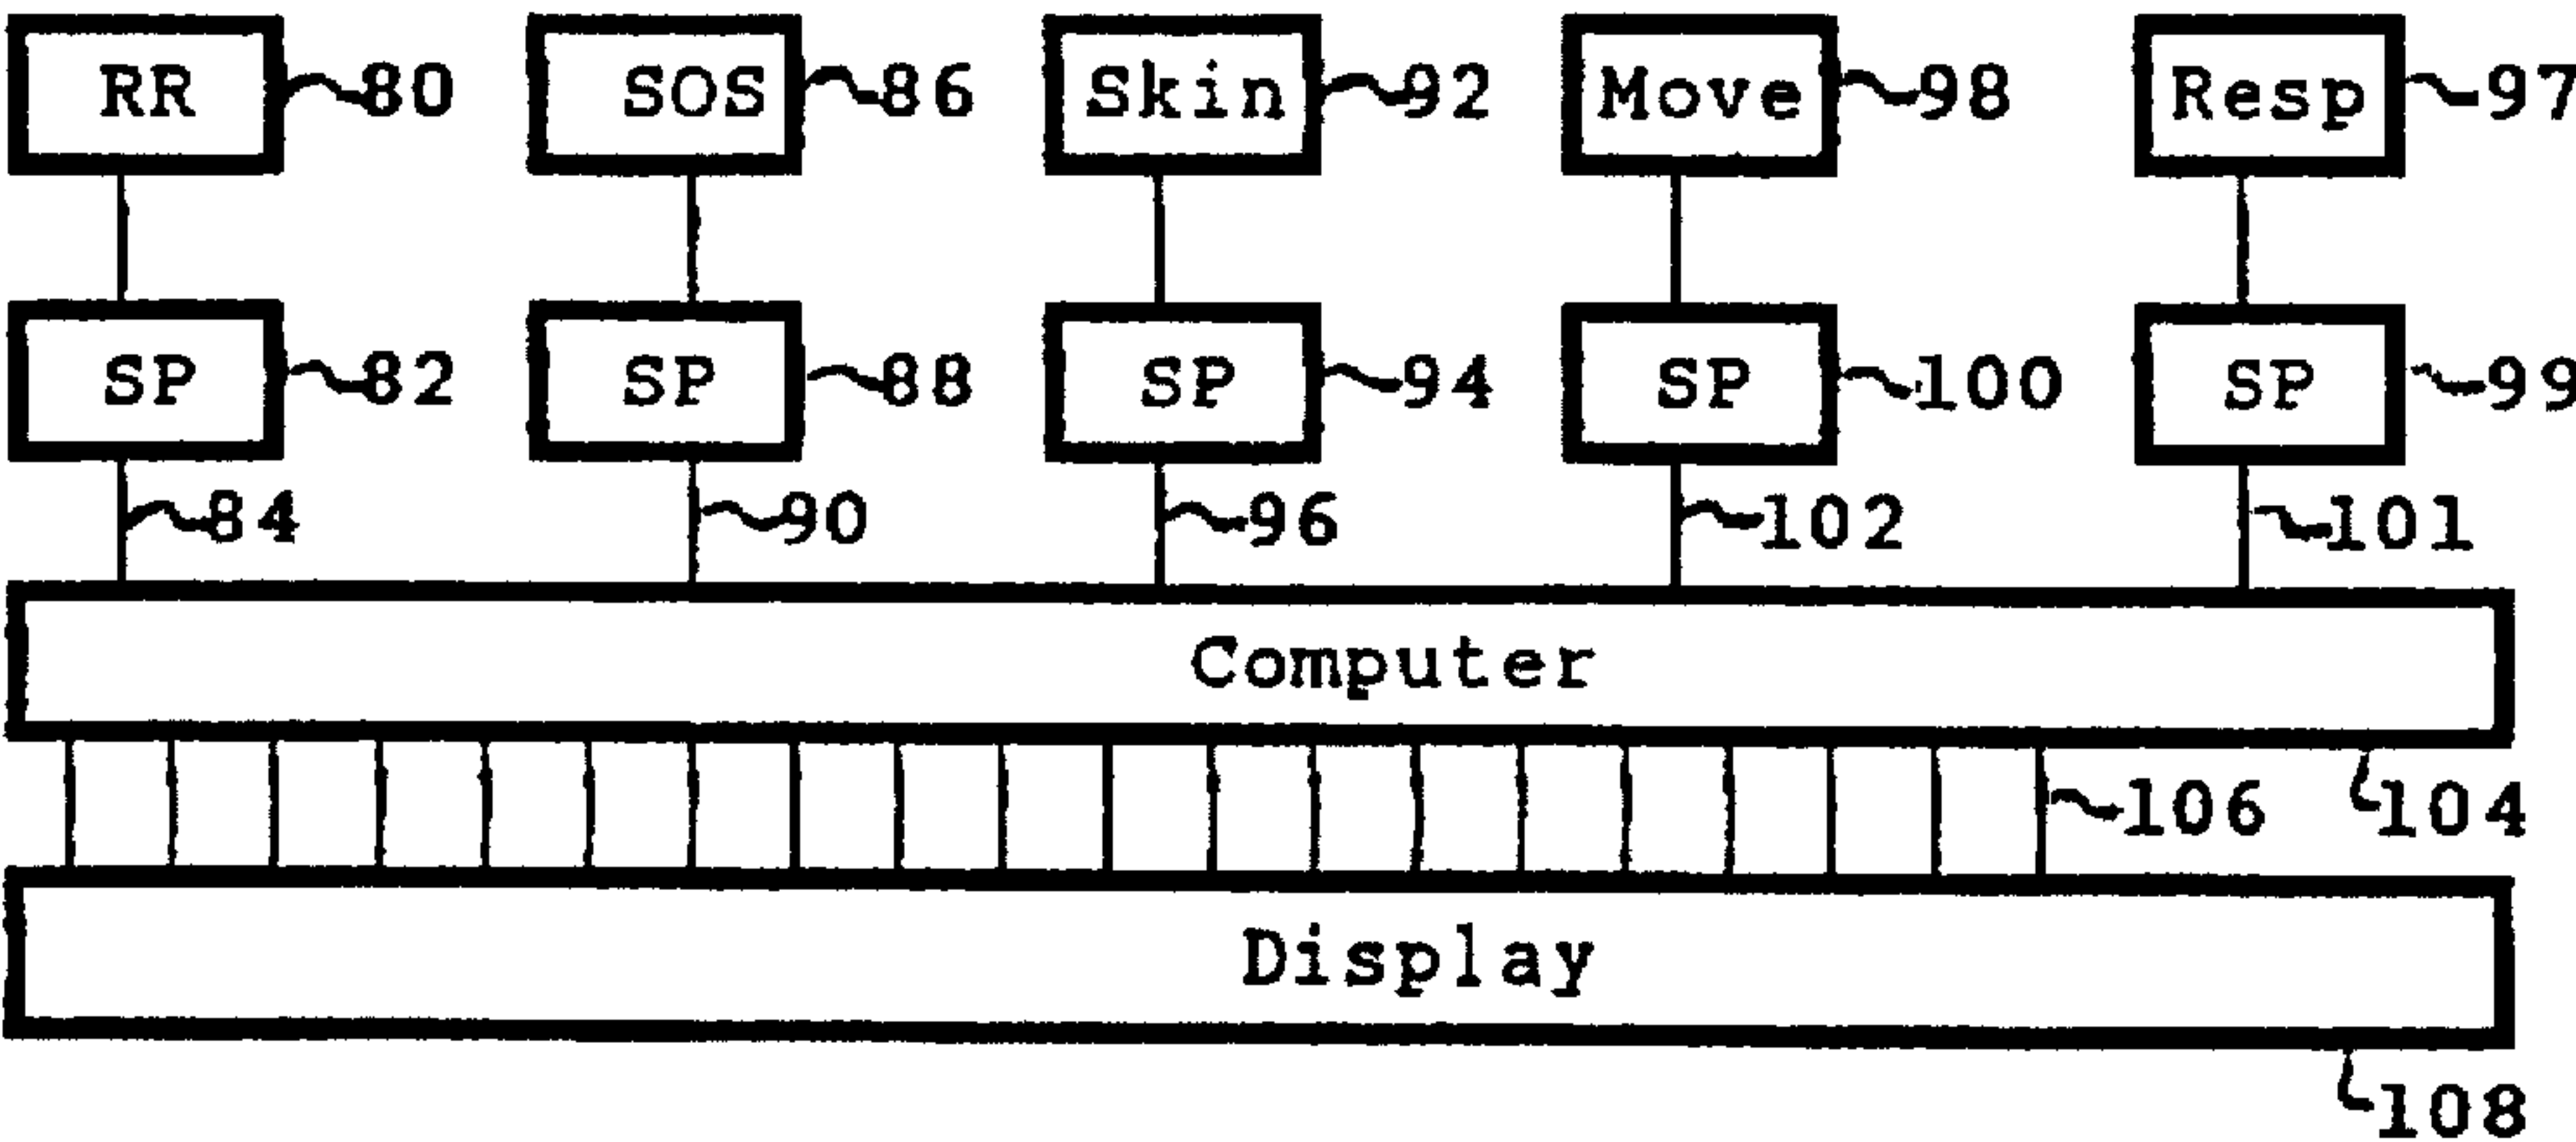 RR 80 SOS 86 Skin 92 Move 98 Resp 97
SP 82 SP 88 SP 94 SP 100 SP 99
84 90 96 102 101
Computer
106 104
Display
108